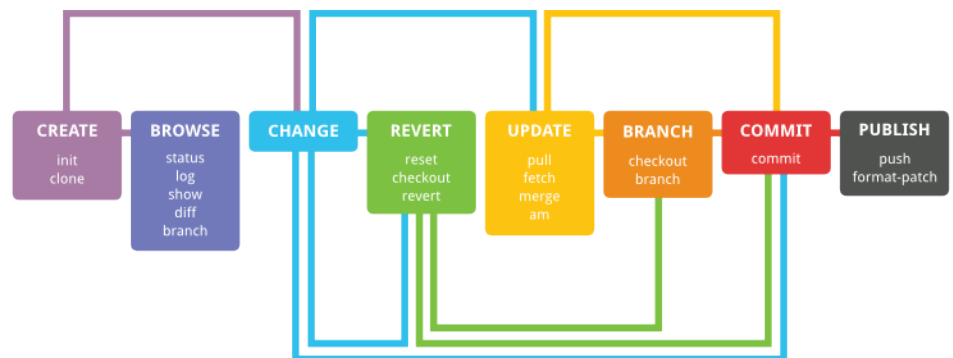 CREATE
init
clone
BROWSE
status
log
show
diff
branch
CHANGE
REVERT
reset
checkout
revert
UPDATE
pull
fetch
merge
am
BRANCH
checkout
branch
COMMIT
commit
PUBLISH
push
format-patch